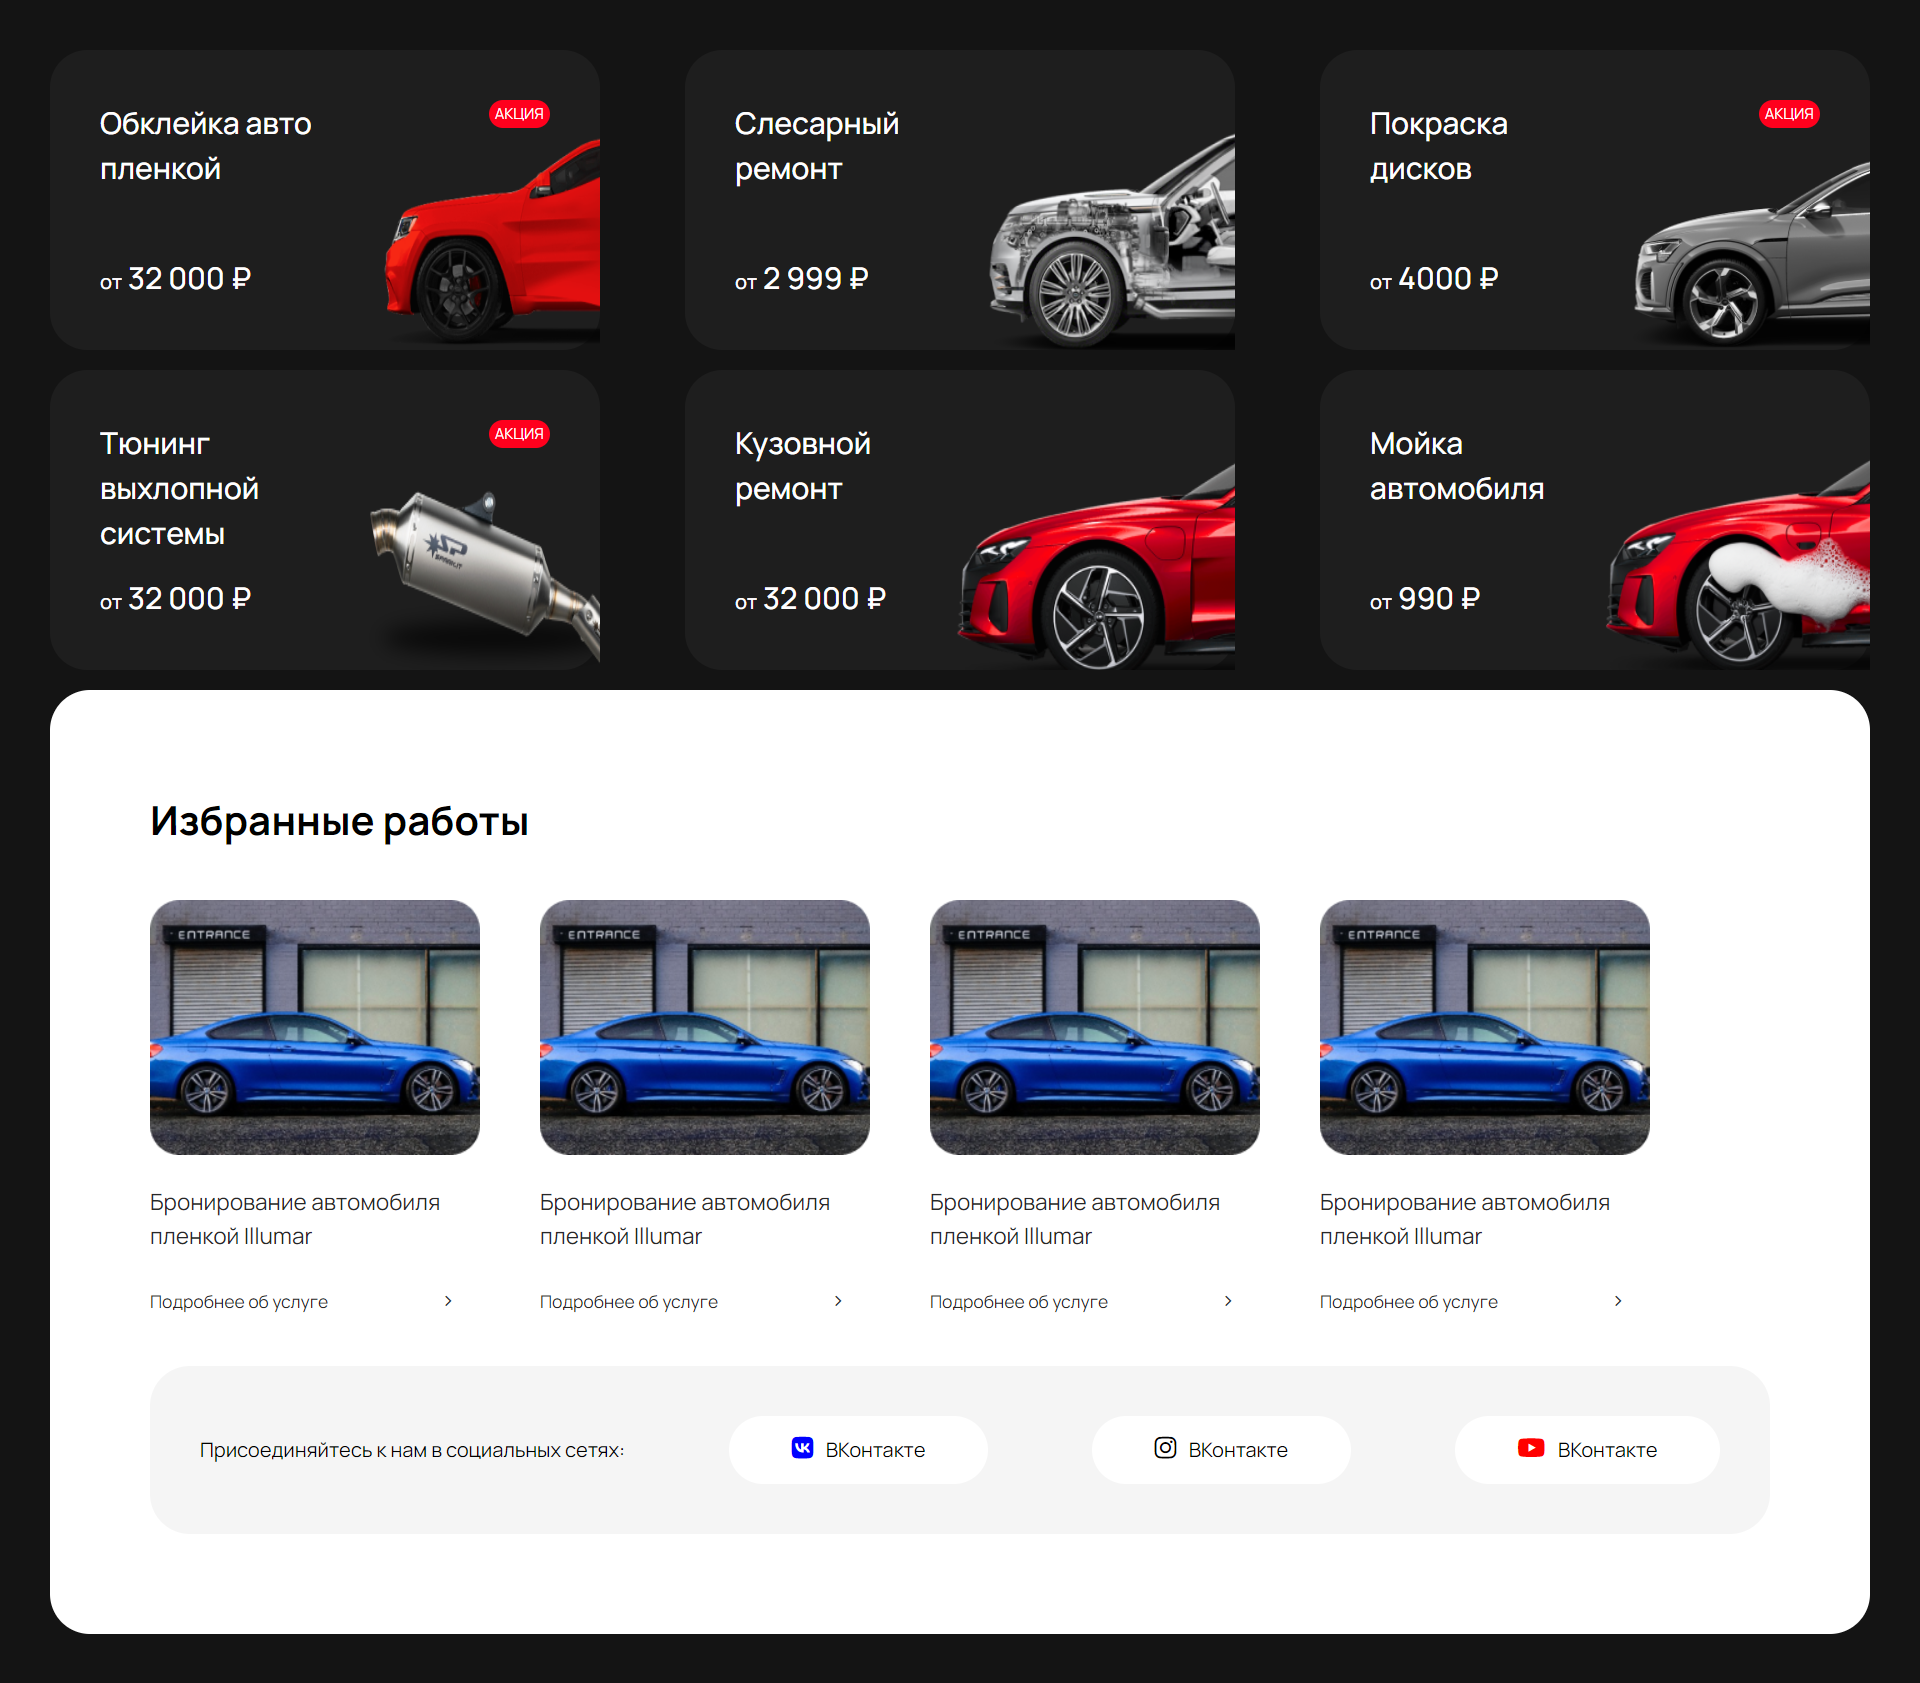 Обклейка авто
пленкой
АКЦИЯ
от 32 000 ₽
Слесарный
ремонт
от 2 999 ₽
Покраска
дисков
АКЦИЯ
от 4000 ₽
Тюнинг
выхлопной
системы
АКЦИЯ
SP
от 32 000 ₽
Кузовной
ремонт
от 32 000 ₽
Мойка
автомобиля
от 990 ₽
Избранные работы
ENTRANCE
ENTRANCE
ENTRANCE
ENTRANCE
Бронирование автомобиля
пленкой Illumar
Подробнее об услуге
Бронирование автомобиля
пленкой Illumar
Подробнее об услуге
Бронирование автомобиля
пленкой Illumar
Подробнее об услуге
Бронирование автомобиля
пленкой Illumar
Подробнее об услуге
Присоединяйтесь к нам в социальных сетях:
ВКонтакте
ВКонтакте
ВКонтакте